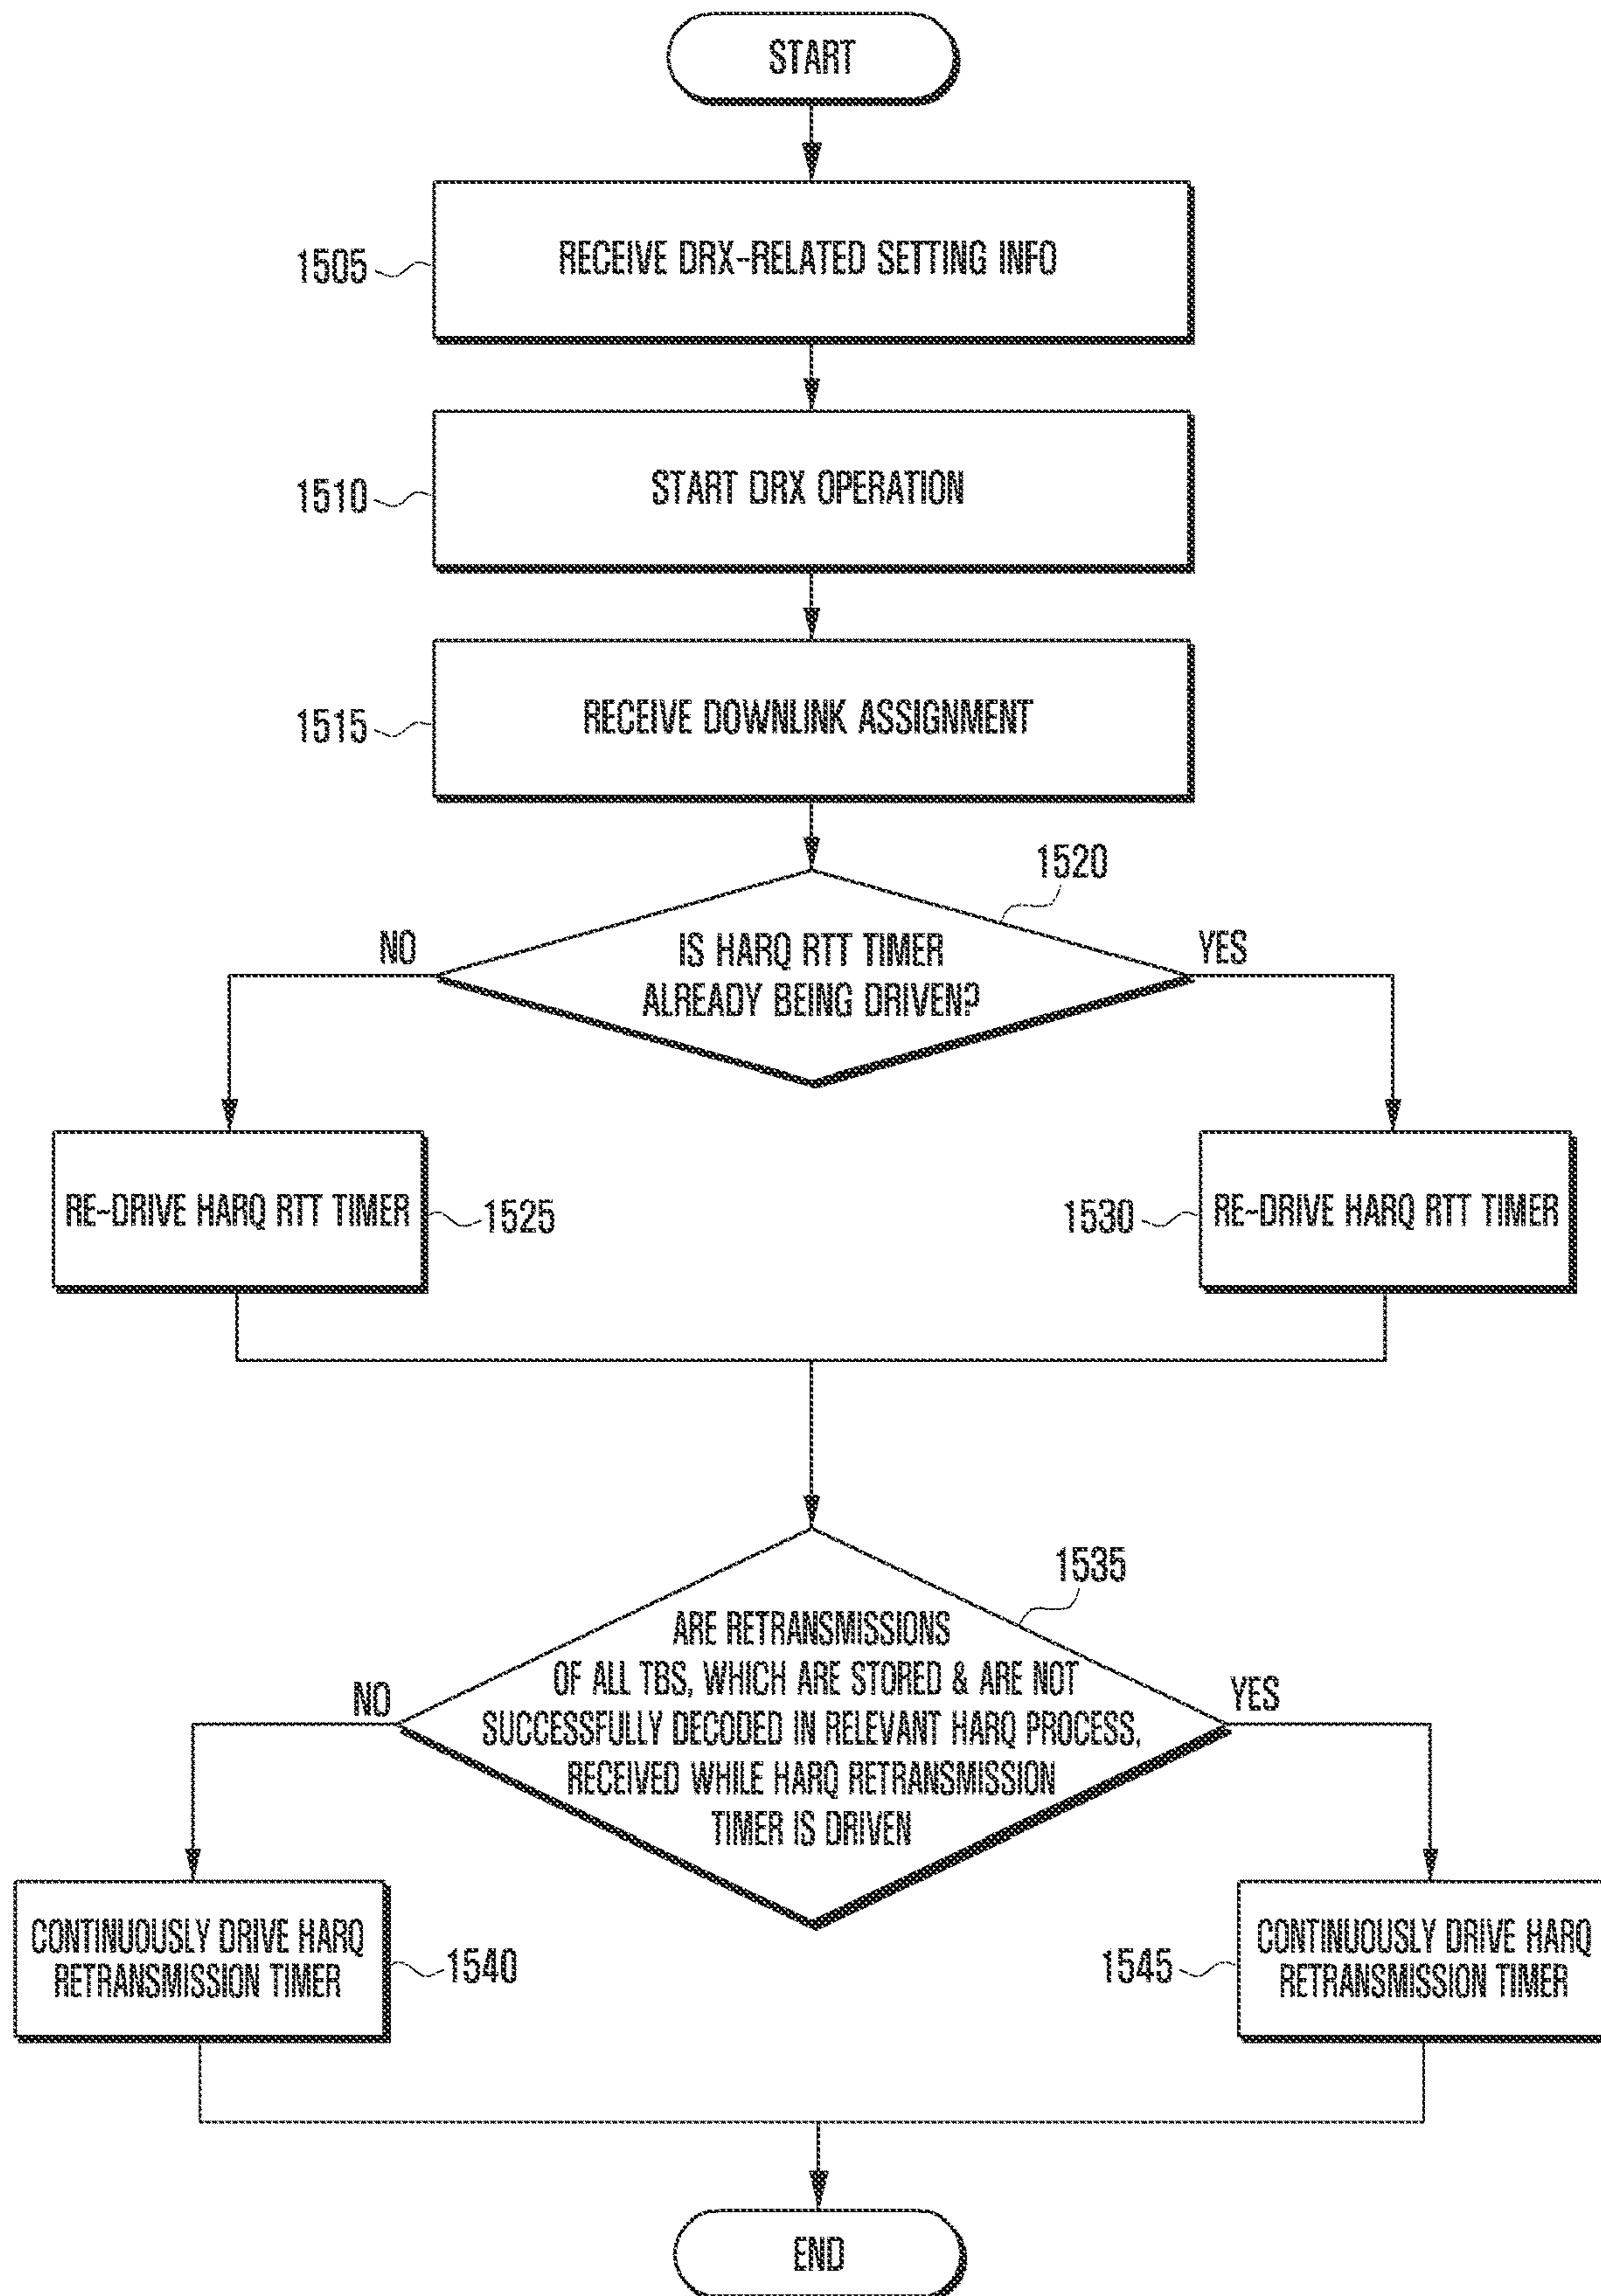 START
1505
RECEIVE DRX-RELATED SETTING INFO
1510
START DRX OPERATION
1515
RECEIVE DOWNLINK ASSIGNMENT
1520
NO
IS HARQ RTT TIMER
ALREADY BEING DRIVEN?
YES
RE-DRIVE HARQ RTT TIMER
1525
1530
RE-DRIVE HARQ RTT TIMER
1535
NO
ARE RETRANSMISSIONS
OF ALL TBS, WHICH ARE STORED & ARE NOT
SUCCESSFULLY DECODED IN RELEVANT HARQ PROCESS,
RECEIVED WHILE HARQ RETRANSMISSION
TIMER IS DRIVEN
YES
CONTINUOUSLY DRIVE HARQ
RETRANSMISSION TIMER
1540
1545
CONTINUOUSLY DRIVE HARQ
RETRANSMISSION TIMER
END